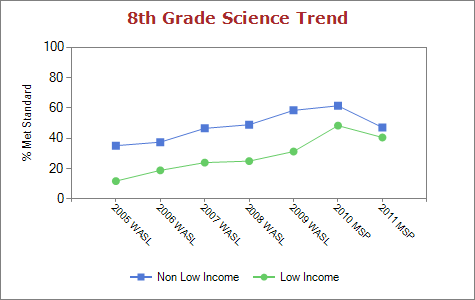 8th Grade Science Trend
% Met Standard
100
80
60
40
20
0
2005 WASL
2006 WASL
2007 WASL
2008 WASL
2009 WASL
2010 MSP
2011 MSP
Non Low Income
Low Income